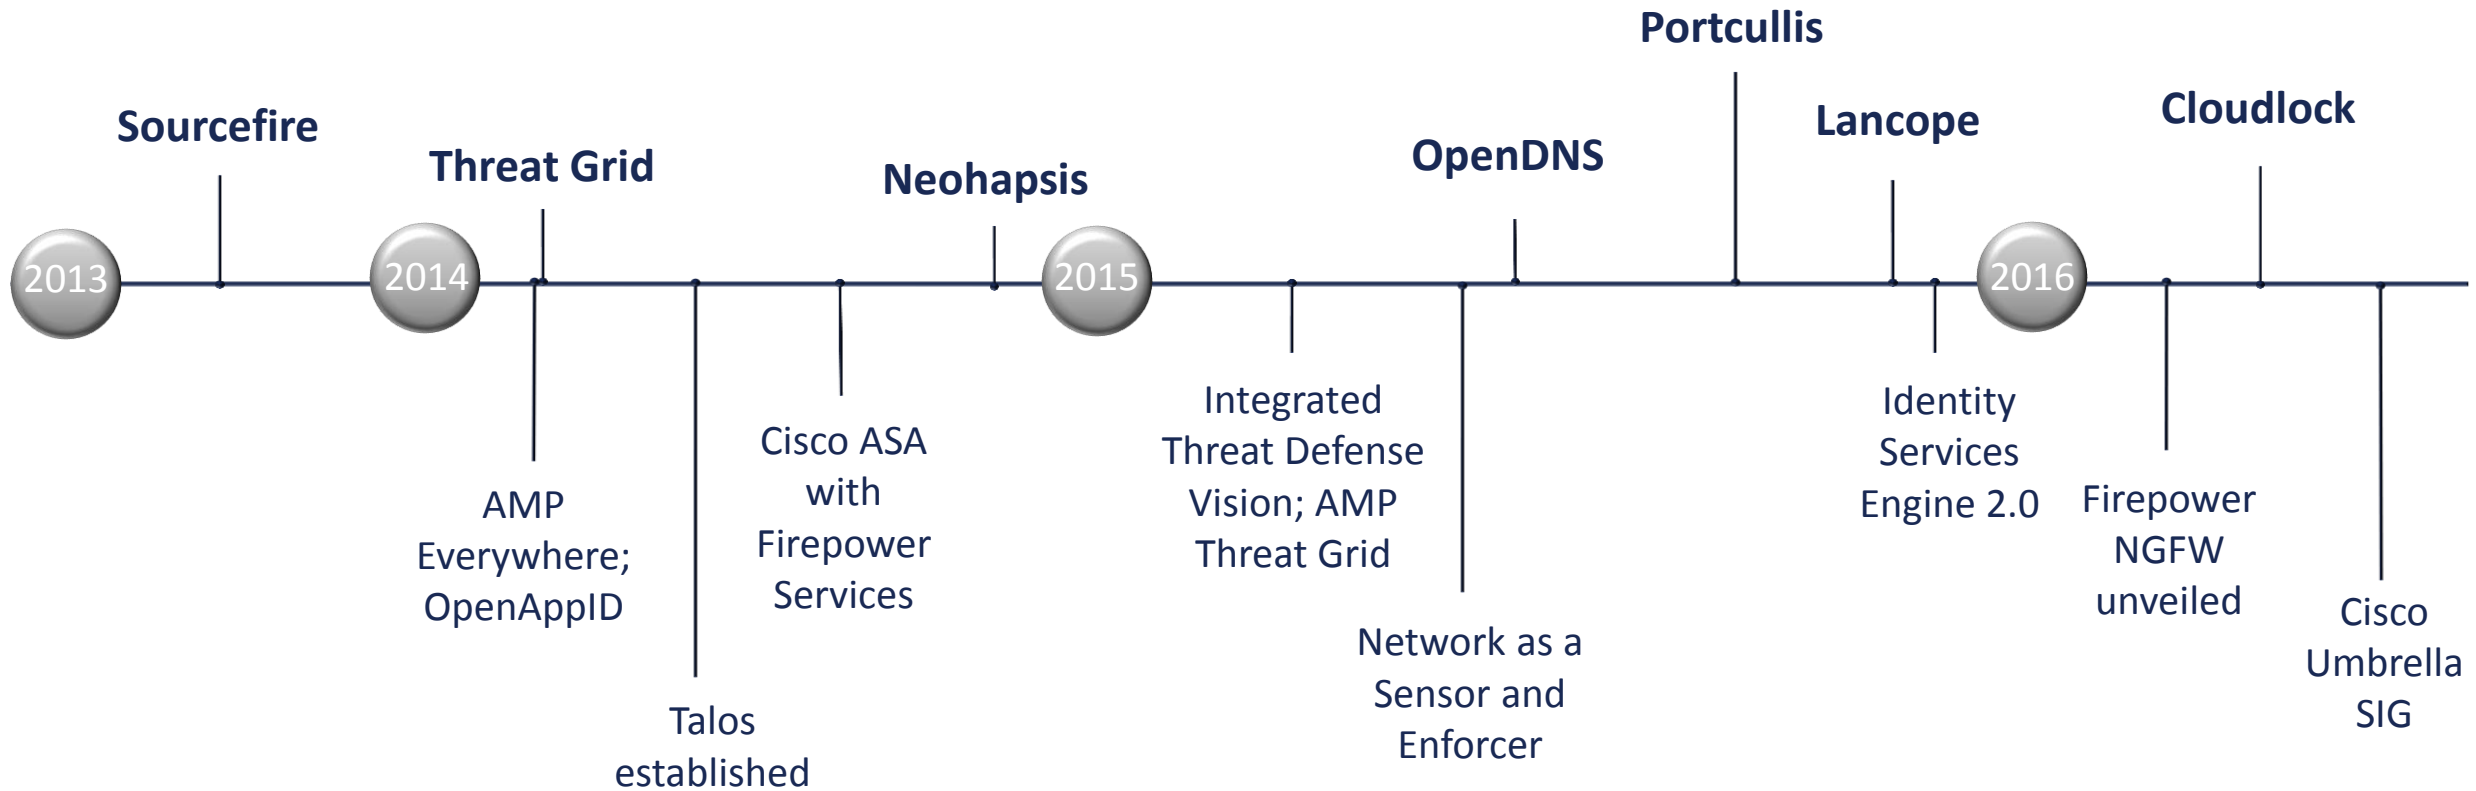 Portcullis
Sourcefire
Threat Grid
Neohapsis
OpenDNS
Lancope
Cloudlock
2013
2014
2015
2016
AMP
Everywhere;
OpenAppID
Talos
established
Cisco ASA
with
Firepower
Services
Integrated
Threat Defense
Vision; AMP
Threat Grid
Network as a
Sensor and
Enforcer
Identity
Services
Engine 2.0
Firepower
NGFW
unveiled
Cisco
Umbrella
SIG